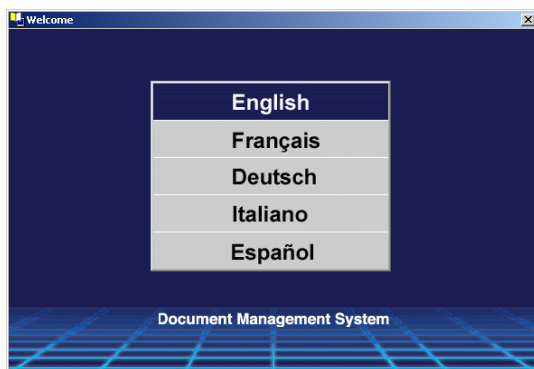 Welcome
English
Français
Deutsch
Italiano
Español
Document Management System